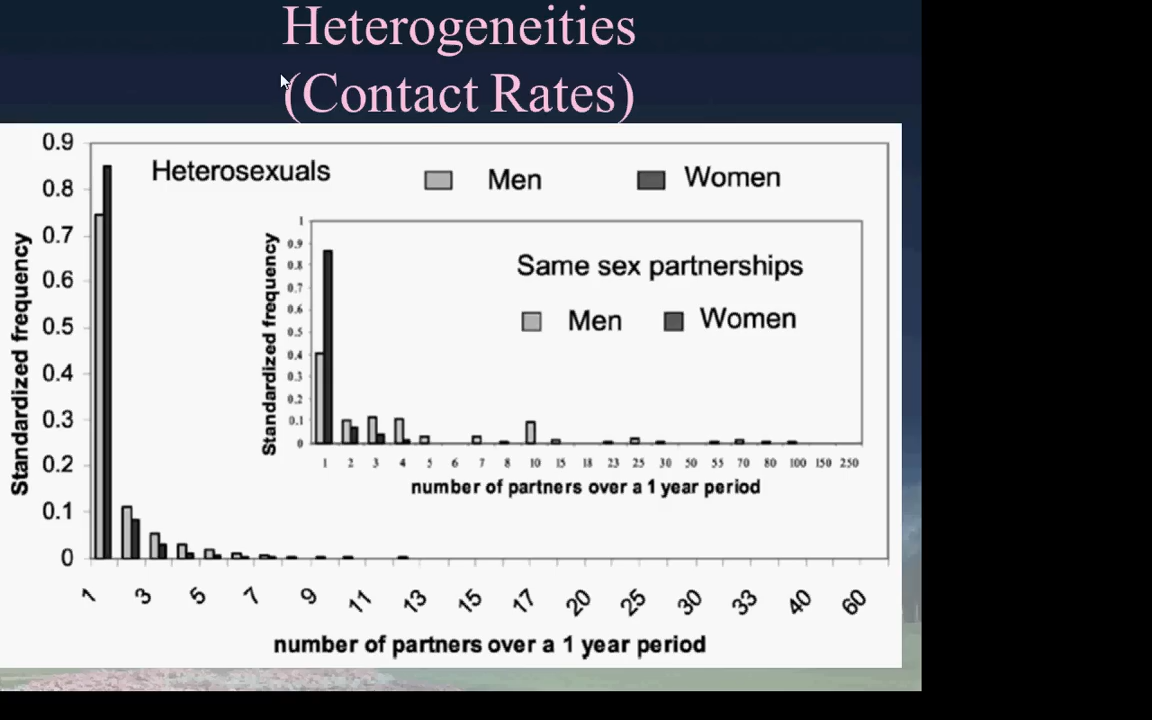 Heterogeneities
(Contact Rates)
Heterosexuals
Men
Women
Standardized frequency
0.9
0.8
0.7
0.6
0.5
0.4
0.3
0.2
0.1
0
Same sex partnerships
Men
Women
Standardized frequency
1
0.9
0.8
0.7
0.6
0.5
0.4
0.3
0.2
0.1
0
1 2 3 4 5 6 7 8 10 15 18 23 25 30 50 55 70 80 100 150 250
number of partners over a 1 year period
1 3 5 7 9 11 13 15 17 20 25 30 33 40 60
number of partners over a 1 year period